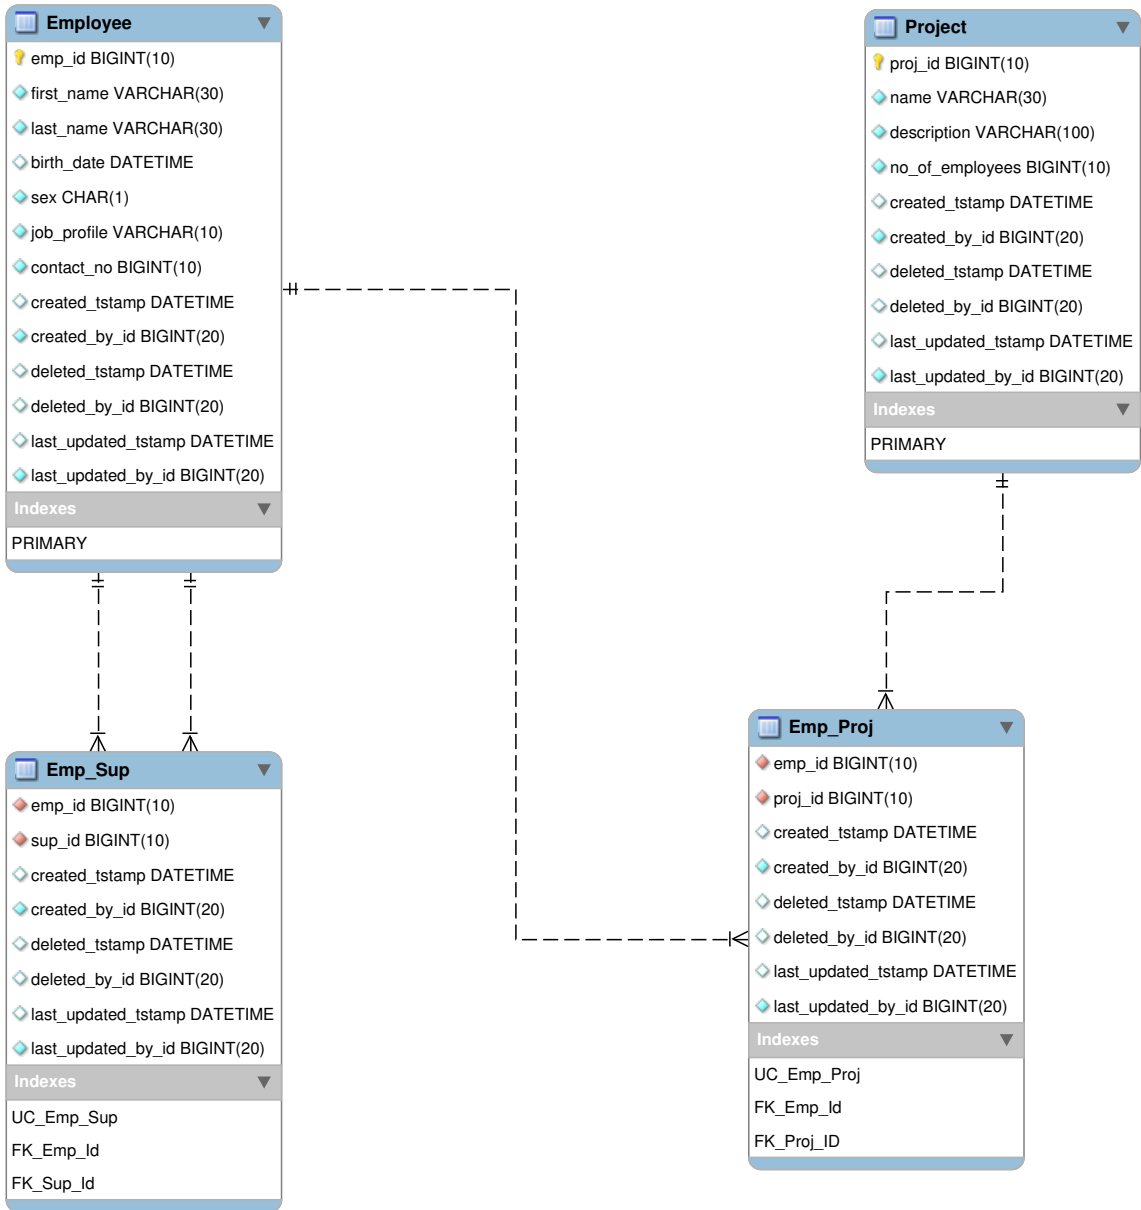 Employee
emp_id BIGINT(10)
first_name VARCHAR(30)
last_name VARCHAR(30)
birth_date DATETIME
sex CHAR(1)
job_profile VARCHAR(10)
contact_no BIGINT(10)
created_tstamp DATETIME
created_by_id BIGINT(20)
deleted_tstamp DATETIME
deleted_by_id BIGINT(20)
last_updated_tstamp DATETIME
last_updated_by_id BIGINT(20)
Indexes
PRIMARY
Project
proj_id BIGINT(10)
name VARCHAR(30)
description VARCHAR(100)
no_of_employees BIGINT(10)
created_tstamp DATETIME
created_by_id BIGINT(20)
deleted_tstamp DATETIME
deleted_by_id BIGINT(20)
last_updated_tstamp DATETIME
last_updated_by_id BIGINT(20)
Indexes
PRIMARY
Emp_Sup
emp_id BIGINT(10)
sup_id BIGINT(10)
created_tstamp DATETIME
created_by_id BIGINT(20)
deleted_tstamp DATETIME
deleted_by_id BIGINT(20)
last_updated_tstamp DATETIME
last_updated_by_id BIGINT(20)
Indexes
UC_Emp_Sup
FK_Emp_Id
FK_Sup_Id
Emp_Proj
emp_id BIGINT(10)
proj_id BIGINT(10)
created_tstamp DATETIME
created_by_id BIGINT(20)
deleted_tstamp DATETIME
deleted_by_id BIGINT(20)
last_updated_tstamp DATETIME
last_updated_by_id BIGINT(20)
Indexes
UC_Emp_Proj
FK_Emp_Id
FK_Proj_ID